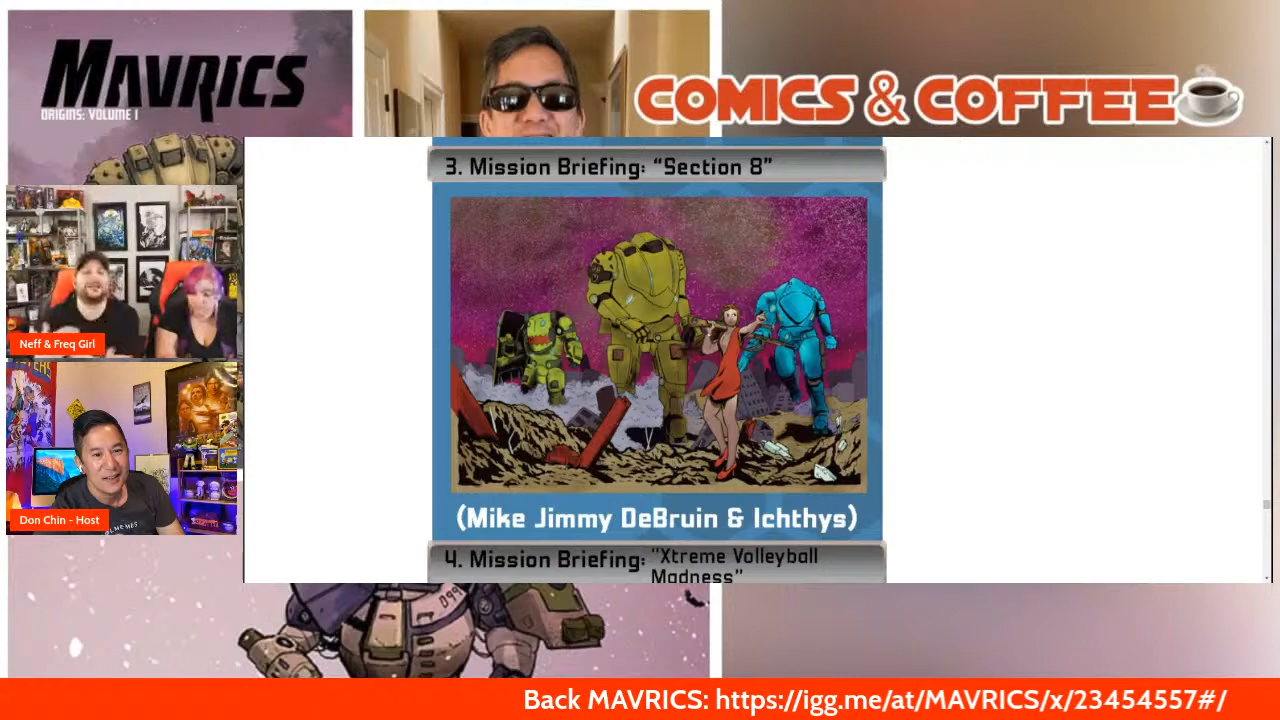 MAVRICS
ORIGINS: VOLUME I
COMICS & COFFEE
3. Mission Briefing: “Section 8”
(Mike Jimmy DeBruin & Ichthys)
4. Mission Briefing: “Xtreme Volleyball
Madness”
Neff & Freq Girl
Don Chin - Host
D99
Back MAVRICS: https://igg.me/at/MAVRICS/x/23454557#/